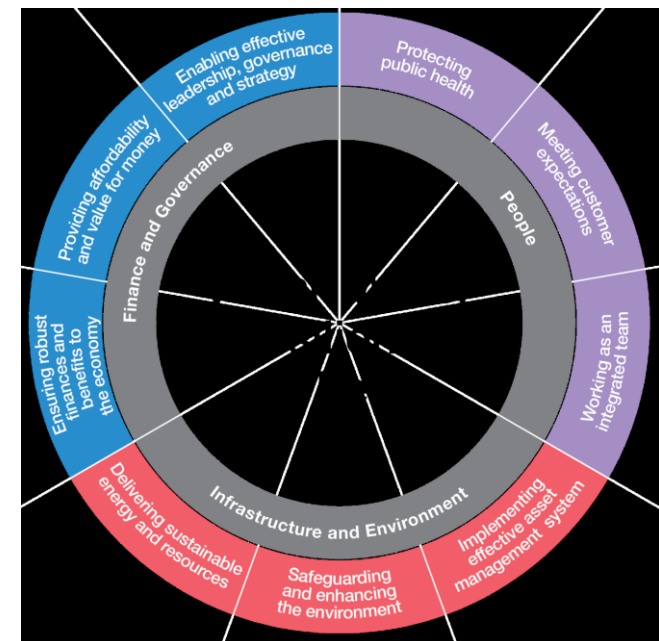 Enabling effective
leadership, governance
and strategy
Protecting
public health
Meeting customer
expectations
Working as an
integrated team
Implementing
effective asset
management system
Safeguarding
and enhancing
the environment
Delivering sustainable
energy and resources
Ensuring robust
finances and
benefits to
the economy
Providing affordability
and value for money
Finance and Governance
People
Infrastructure and Environment